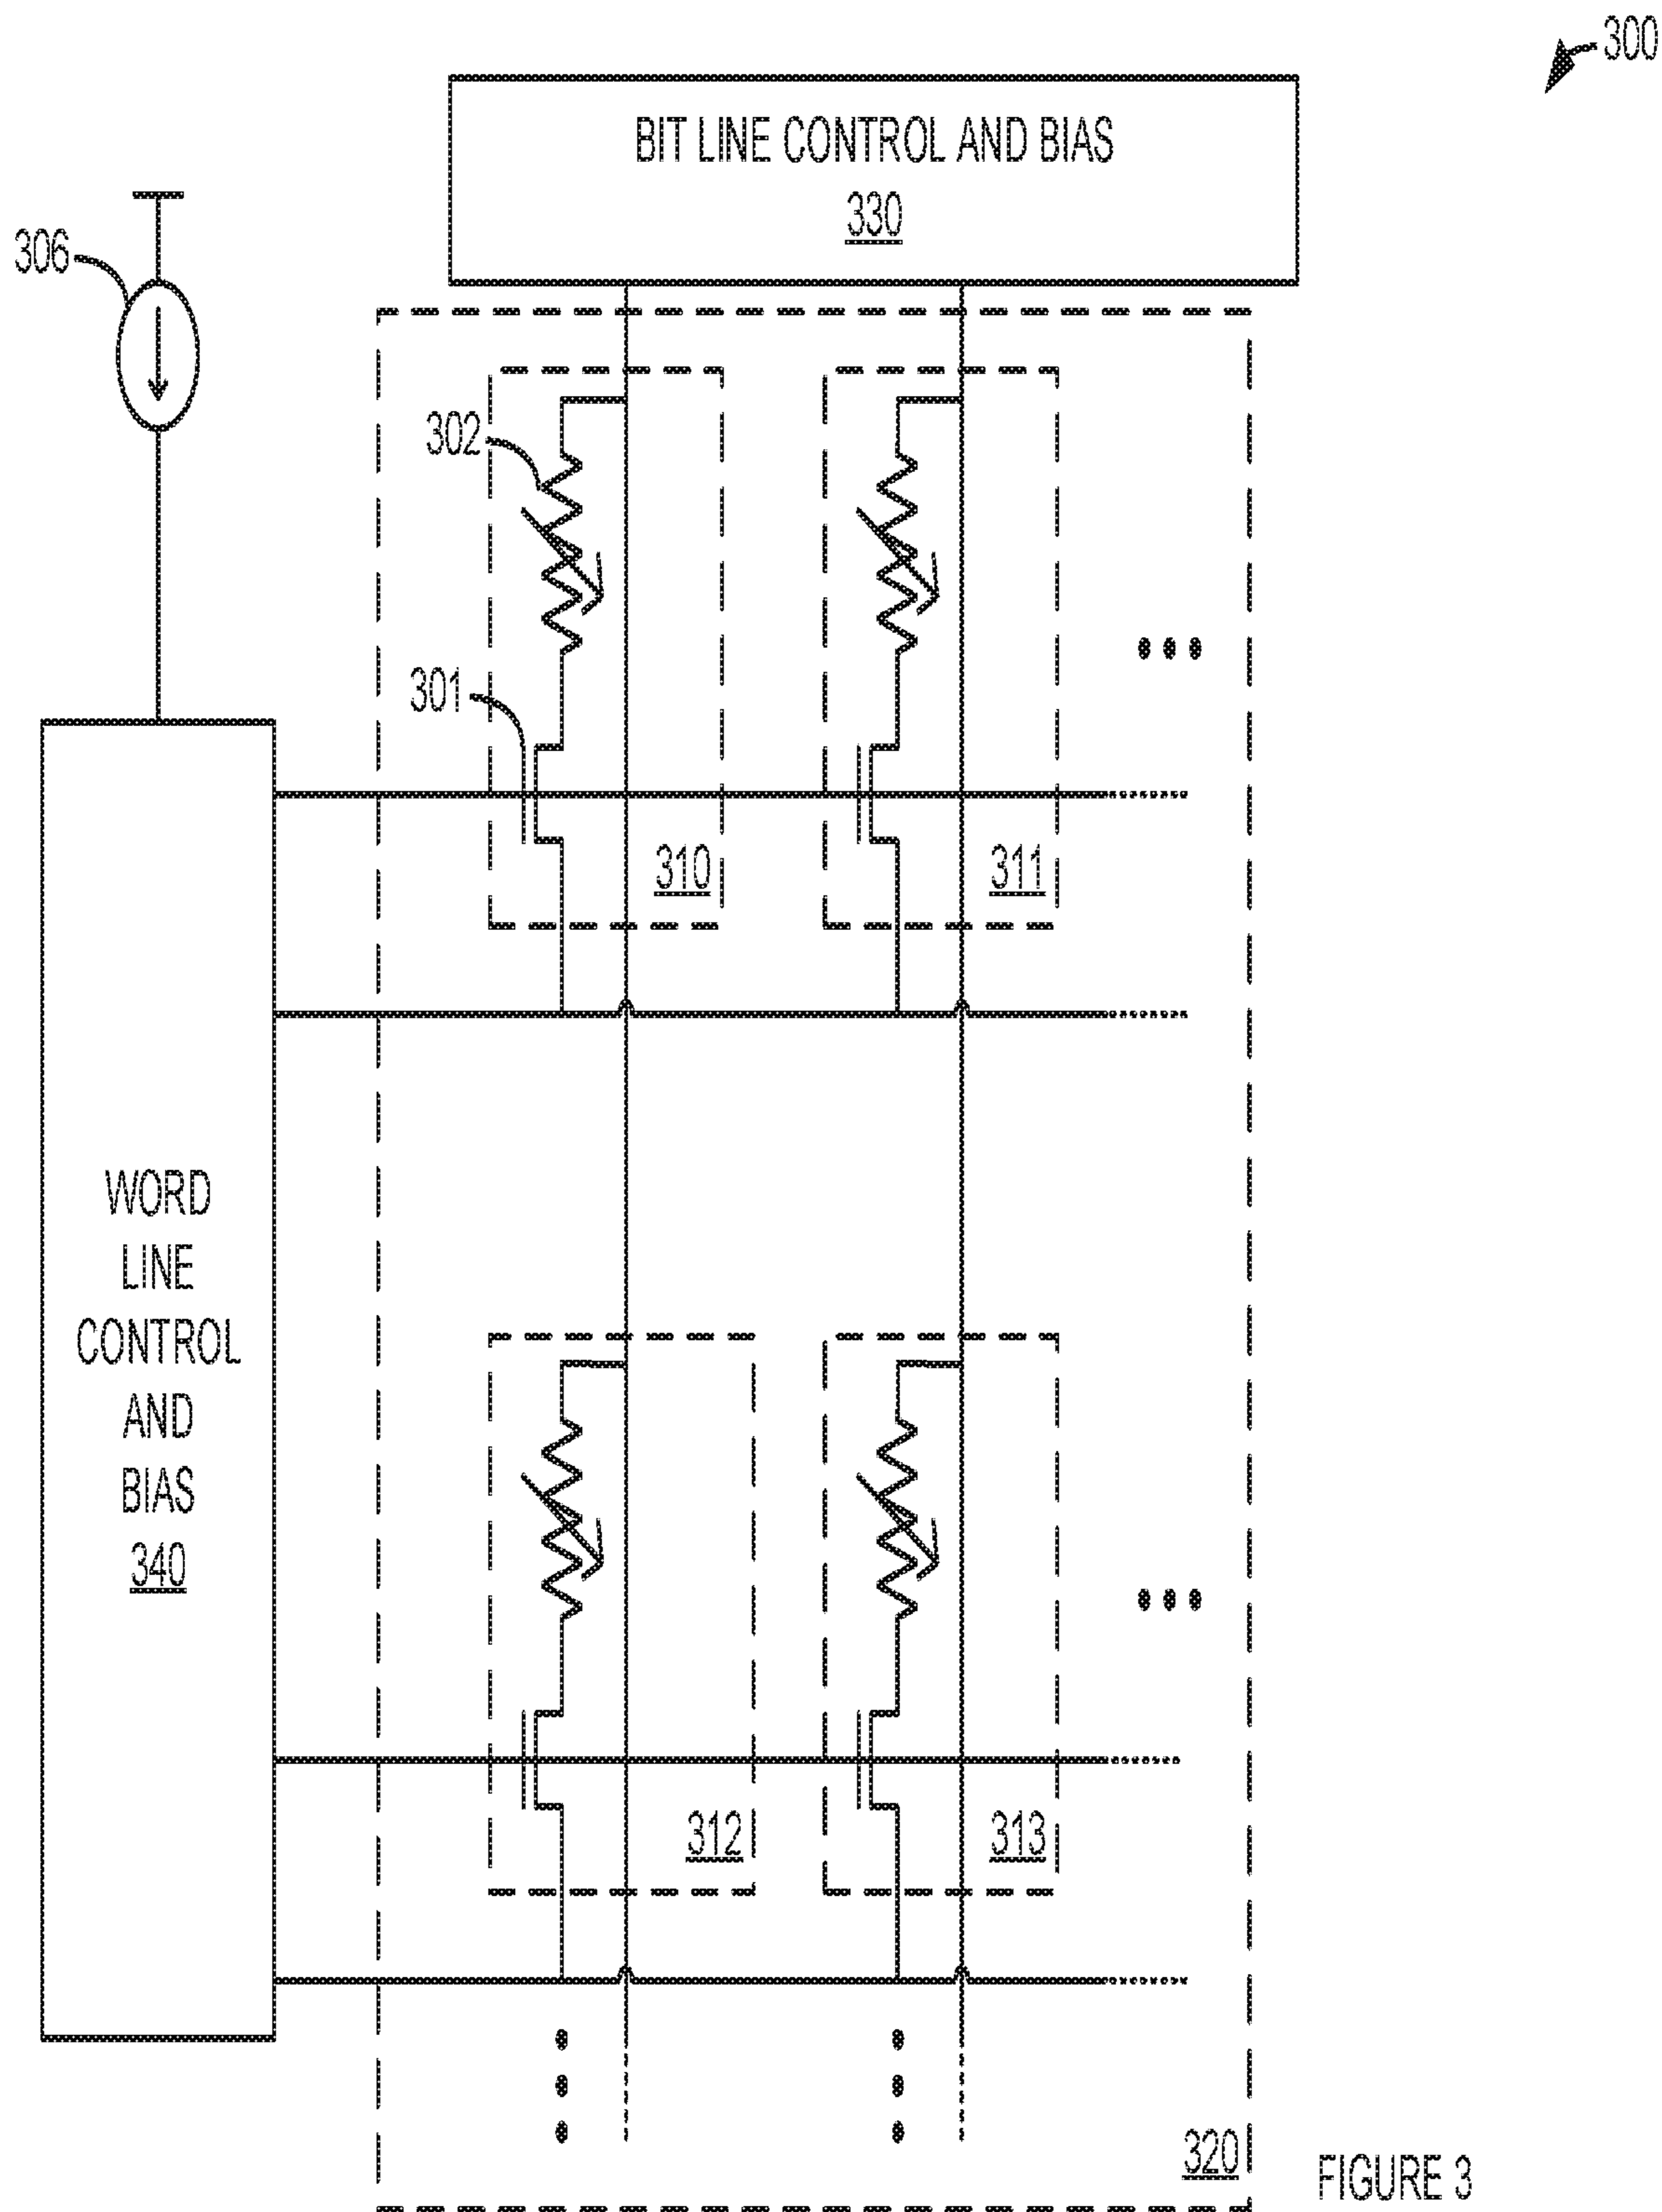 300
BIT LINE CONTROL AND BIAS
330
306
302
301
310
311
WORD
LINE
CONTROL
AND
BIAS
340
312
313
320
FIGURE 3